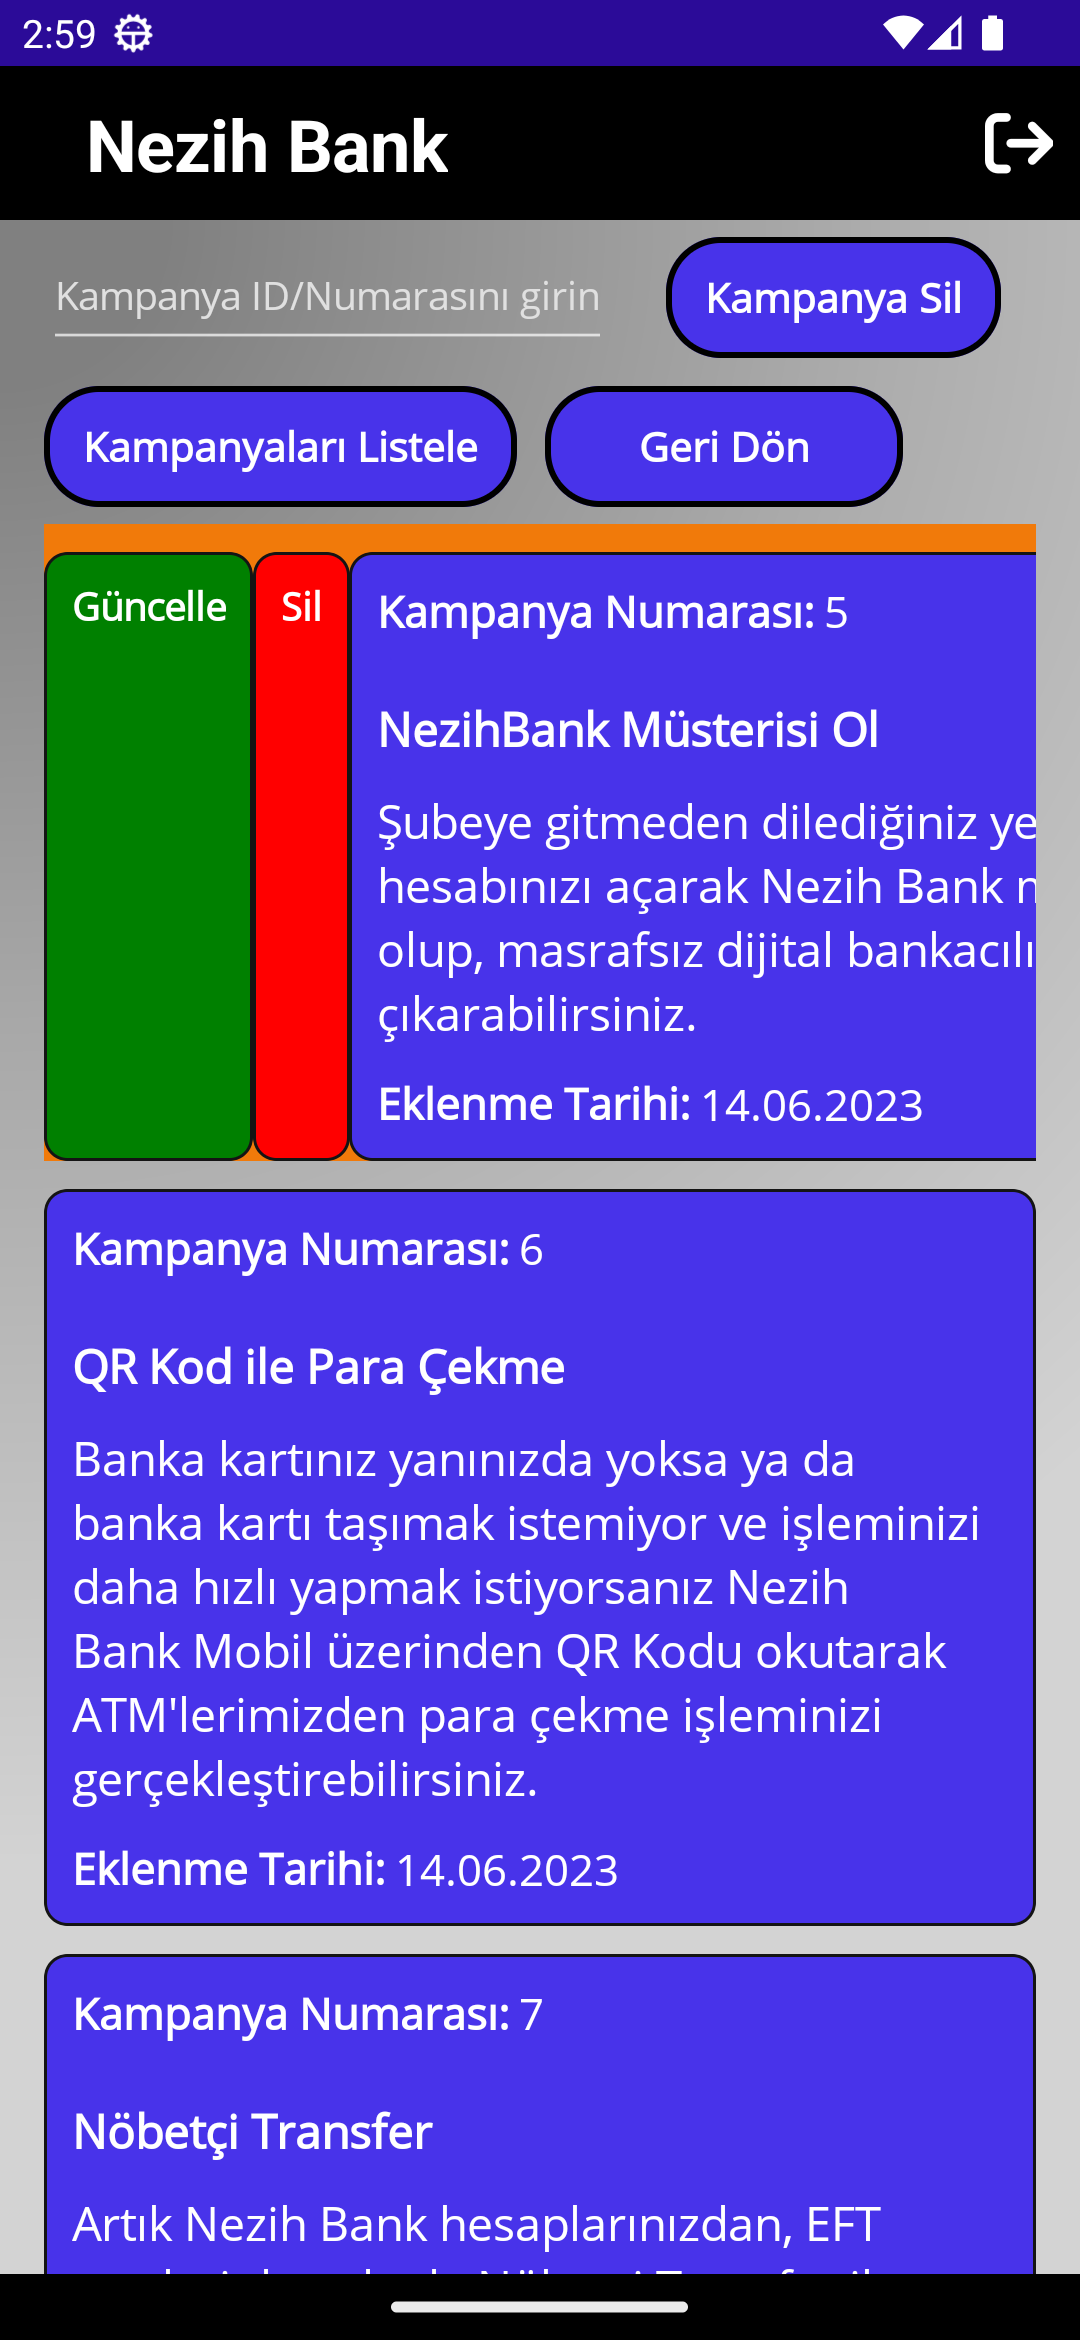 2:59
Nezih Bank
Kampanya ID/Numarasını girin
Kampanya Sil
Kampanyaları Listele
Geri Dön
Güncelle
Sil
Kampanya Numarası: 5
NezihBank Müsterisi Ol
Şubeye gitmeden dilediğiniz ye
hesabınızı açarak Nezih Bank
olup, masrafsız dijital bankacılı
çıkarabilirsiniz.
Eklenme Tarihi: 14.06.2023
Kampanya Numarası: 6
QR Kod ile Para Çekme
Banka kartınız yanınızda yoksa ya da
banka kartı taşımak istemiyor ve işleminizi
daha hızlı yapmak istiyorsanız Nezih
Bank Mobil üzerinden QR Kodu okutarak
ATM'lerimizden para çekme işleminizi
gerçekleştirebilirsiniz.
Eklenme Tarihi: 14.06.2023
Kampanya Numarası: 7
Nöbetçi Transfer
Artık Nezih Bank hesaplarınızdan, EFT